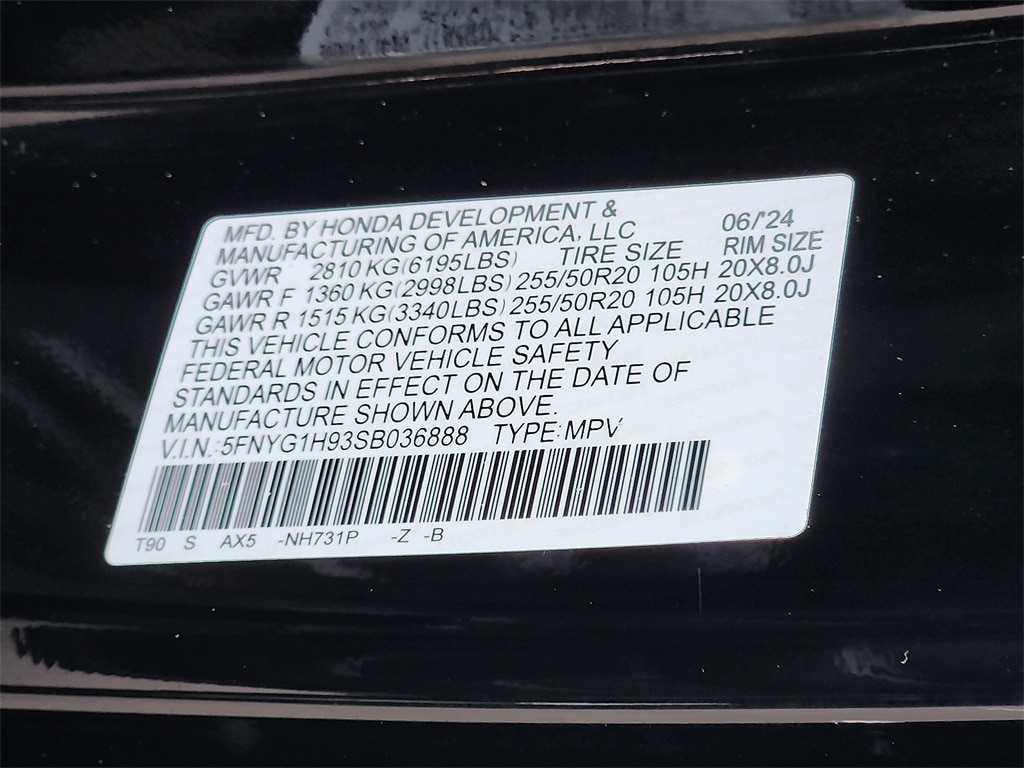 MFD. BY HONDA DEVELOPMENT &
MANUFACTURING OF AMERICA, LLC 06/'24
GVWR 2810 KG(6195LBS) TIRE SIZE RIM SIZE
GAWR F 1360 KG(2998LBS) 255/50R20 105H 20X8.0J
GAWR R 1515 KG(3340LBS) 255/50R20 105H 20X8.0J
THIS VEHICLE CONFORMS TO ALL APPLICABLE
FEDERAL MOTOR VEHICLE SAFETY
STANDARDS IN EFFECT ON THE DATE OF
MANUFACTURE SHOWN ABOVE.
V.I.N.:5FNYG1H93SB036888 TYPE:MPV
T90 S AX5 -NH731P -Z -B